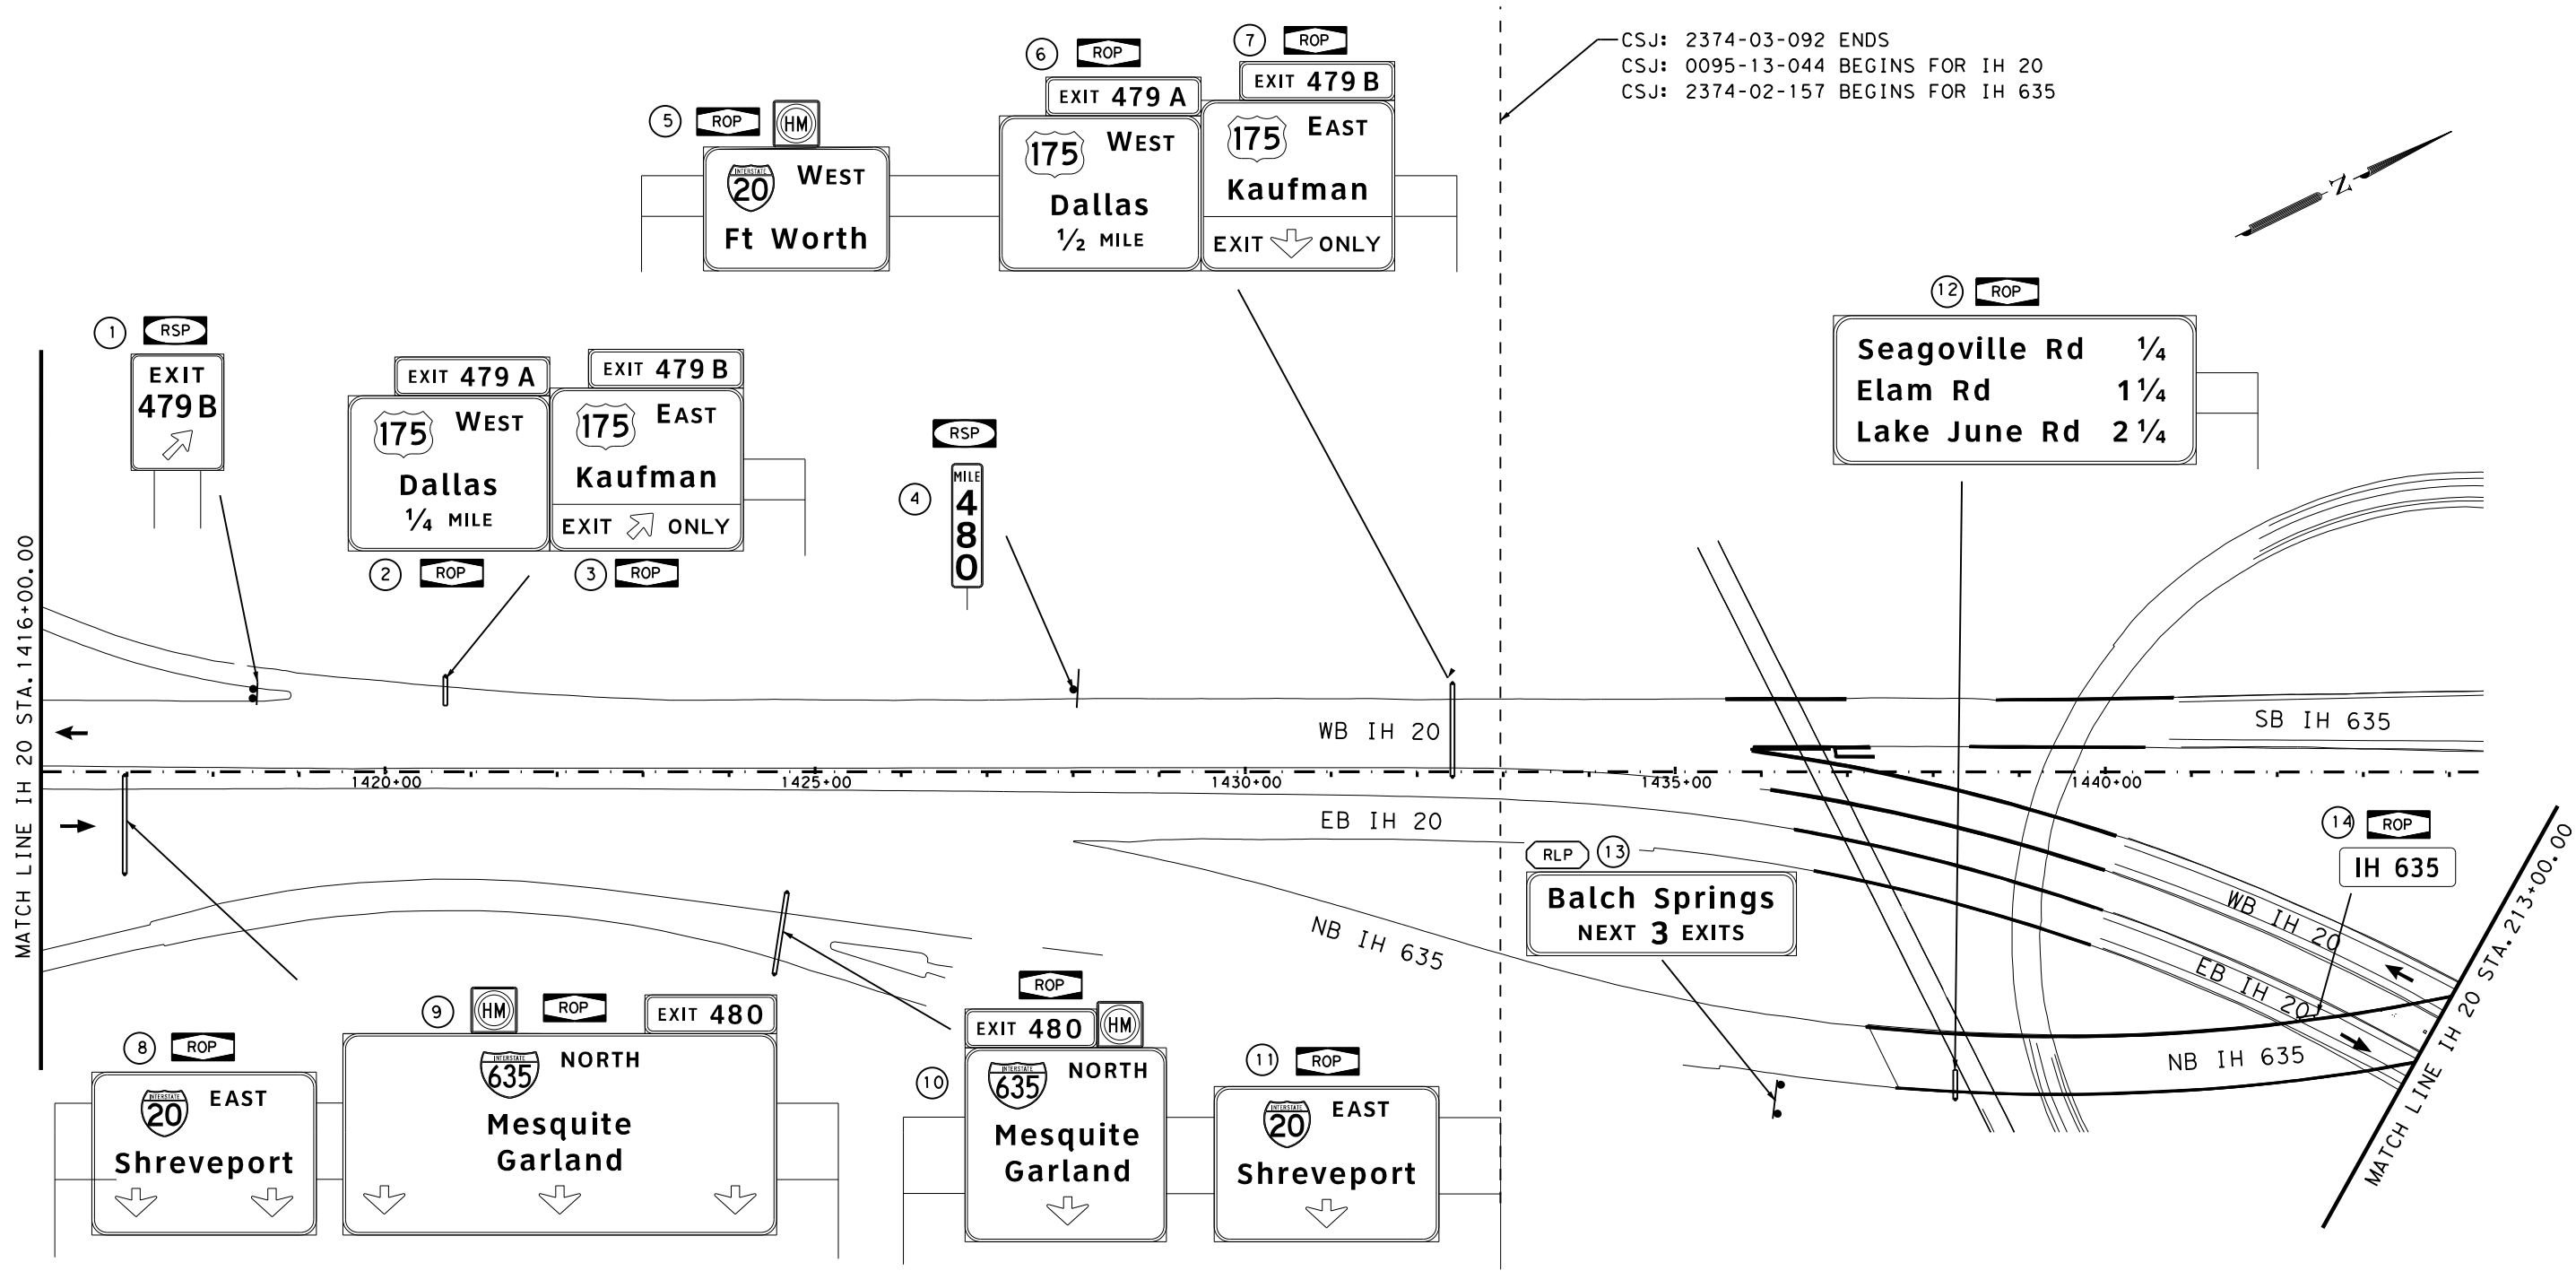 CSJ: 2374-03-092 ENDS
CSJ: 0095-13-044 BEGINS FOR IH 20
CSJ: 2374-02-157 BEGINS FOR IH 635
N
5 ROP HM
INTERSTATE 20 WEST
Ft Worth
6 ROP
EXIT 479 A
175 WEST
Dallas
1/2 MILE
7 ROP
EXIT 479 B
175 EAST
Kaufman
EXIT ONLY
1 RSP
EXIT
479 B
EXIT 479 A
175 WEST
Dallas
1/4 MILE
2 ROP
EXIT 479 B
175 EAST
Kaufman
EXIT ONLY
3 ROP
RSP
4
MILE
4
8
0
12 ROP
Seagoville Rd 1/4
Elam Rd 1 1/4
Lake June Rd 2 1/4
MATCH LINE IH 20 STA. 1416+00.00
WB IH 20
SB IH 635
1420+00
1425+00
1430+00
1435+00
1440+00
EB IH 20
NB IH 635
RLP 13
Balch Springs
NEXT 3 EXITS
14 ROP
IH 635
WB IH 20
EB IH 20
NB IH 635
MATCH LINE IH 20 STA. 213+00.00
8 ROP
INTERSTATE 20 EAST
Shreveport
9 HM ROP
EXIT 480
INTERSTATE 635 NORTH
Mesquite
Garland
10 ROP
EXIT 480 HM
INTERSTATE 635 NORTH
Mesquite
Garland
11 ROP
INTERSTATE 20 EAST
Shreveport